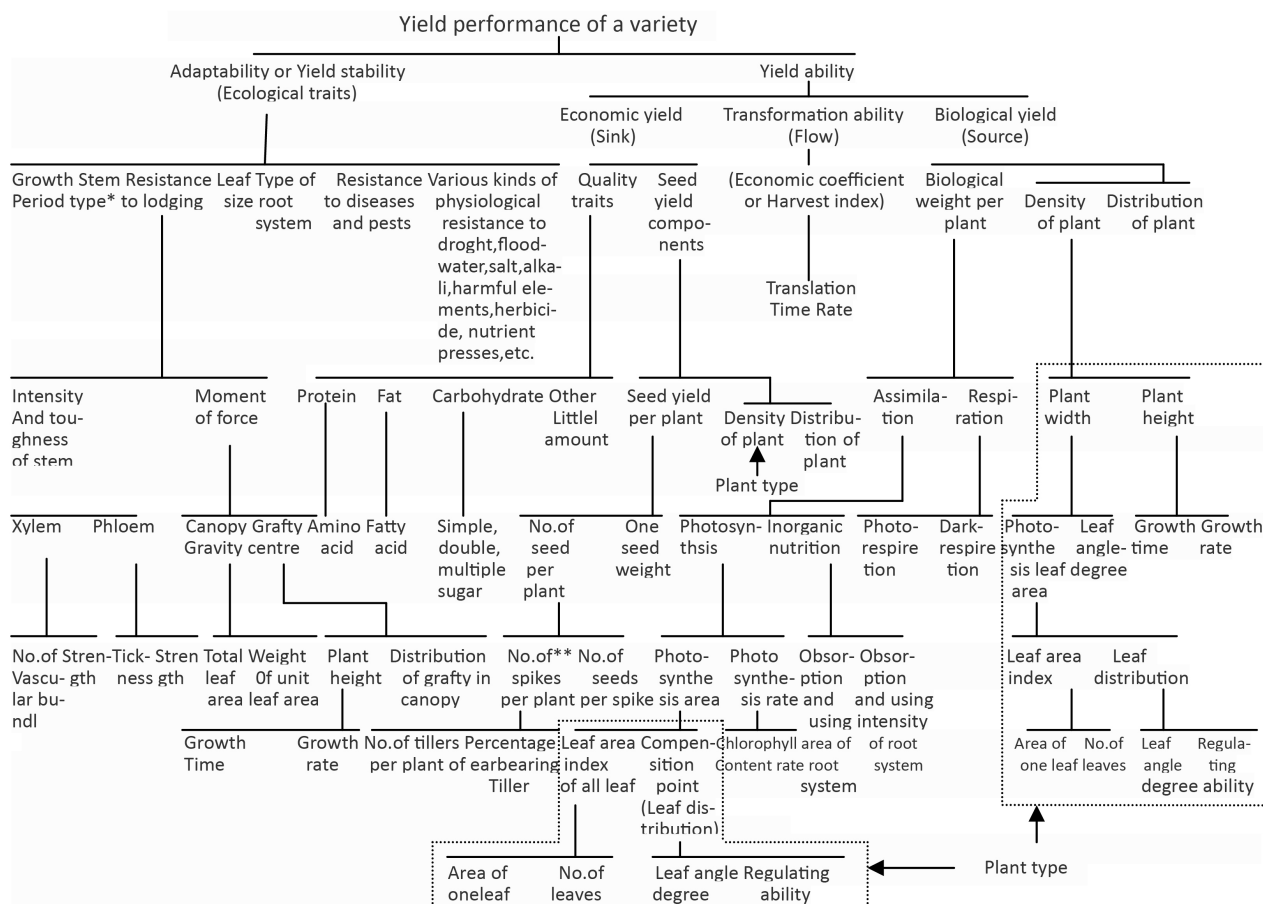 Yield performance of a variety
Adaptability or Yield stability
(Ecological traits)
Yield ability
Economic yield
(Sink)
Transformation ability
(Flow)
Biological yield
(Source)
Growth Stem Resistance Leaf Type of
Period type* to lodging size root
system
Resistance
to diseases
and pests
Various kinds of
physiological
resistance to
droght,flood-
water,salt,alka-
li,harmful ele-
ments,herbici-
de, nutrient
presses,etc.
Quality
traits
Seed
yield
compo-
nents
(Economic coefficient
or Harvest index)
Translation
Time Rate
Biological
weight per
plant
Density
of plant
Distribution
of plant
Intensity
And tou-
ghness
of stem
Moment
of force
Protein
Fat
Carbohydrate
Other
Littlel
amount
Seed yield
per plant
Density
of plant
Distribu-
tion of
plant
Plant type
Assimila-
tion
Respi-
ration
Plant
width
Plant
height
Xylem
Phloem
Canopy Grafty
Gravity centre
Amino
acid
Fatty
acid
Simple,
double,
multiple
sugar
No.of
seed
per
plant
One
seed
weight
Photosyn-
thsis
Inorganic
nutrition
Photo-
respire
tion
Dark-
respire
tion
Photo-
synthe
sis leaf
area
Leaf
angle-
degree
Growth
time
Growth
rate
No.of
Vascu-
lar bu-
ndl
Stren-
gth
Tick-
ness
Stren
gth
Total
leaf
area
Weight
0f unit
leaf area
Plant
height
Distribution
of grafty in
canopy
No.of**
spikes
per plant
No.of
seeds
per spike
Photo-
synthe
sis area
Photo
synthe-
sis rate
Obsor-
ption
and
using
Obsor-
ption
and using
intensity
of root
system
Leaf area
index
Leaf
distribution
Growth
Time
Growth
rate
No.of tillers
per plant
Percentage
of earbearing
Tiller
Leaf area
index
of all leaf
Compen-
sition
point
(Leaf dis-
tribution)
Chlorophyll
Content rate
area of
root
system
Area of
one leaf
No.of
leaves
Leaf
angle
degree
Regula-
ting
ability
Area of
oneleaf
No.of
leaves
Leaf angle
degree
Regulating
ability
Plant type